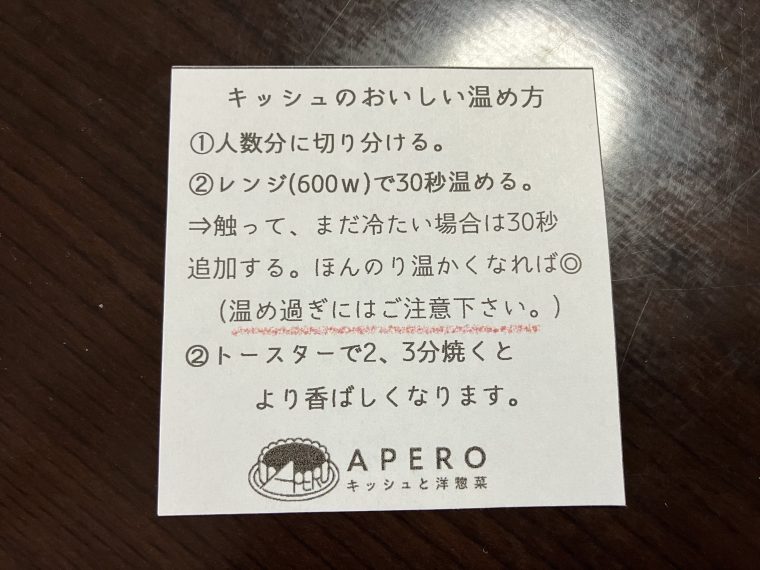 キッシュのおいしい温め方
①人数分に切り分ける。
②レンジ(600w)で30秒温める。
⇒触って、まだ冷たい場合は30秒
追加する。ほんのり温かくなれば◎
(温め過ぎにはご注意下さい。)
②トースターで2、3分焼くと
より香ばしくなります。
APERO
APERO
キッシュと洋惣菜